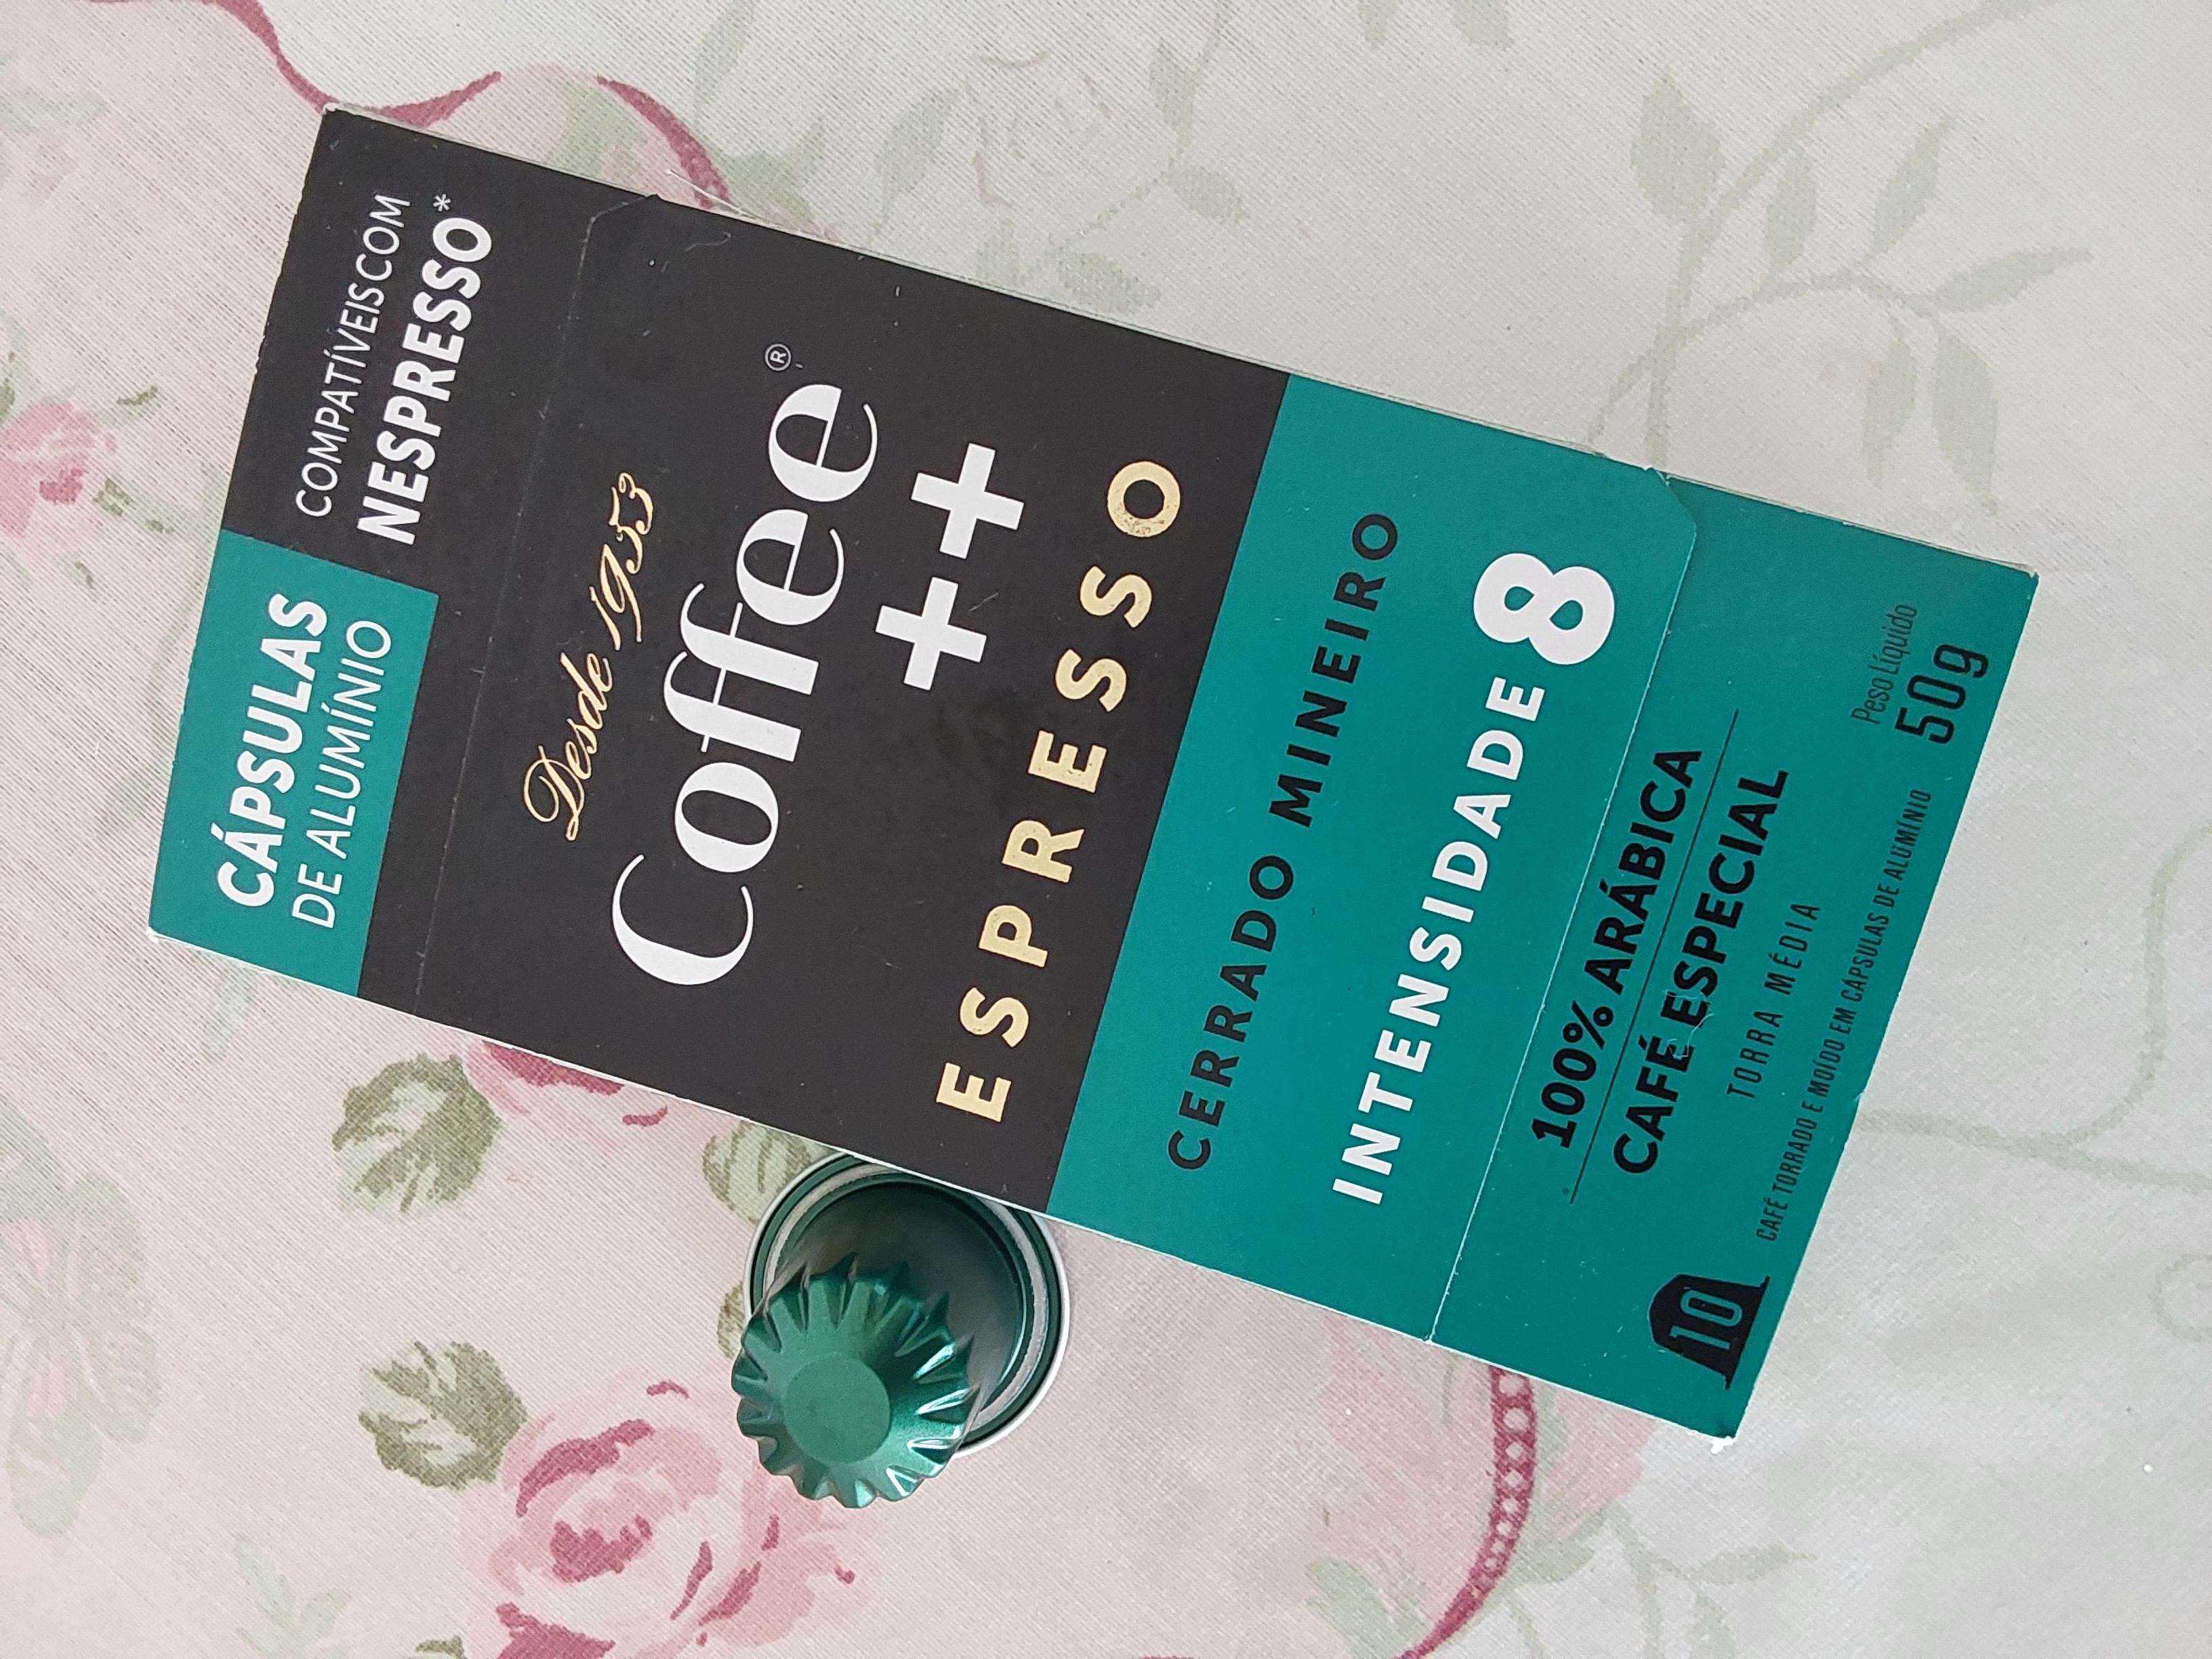 CÁPSULAS
DE ALUMÍNIO
COMPATÍVEIS COM
NESPRESSO*
Desde 1953
Coffee®
++
ESPRESSO
CERRADO MINEIRO
INTENSIDADE 8
100% ARÁBICA
CAFÉ ESPECIAL
TORRA MÉDIA
10
CAFÉ TORRADO E MOÍDO EM CÁPSULAS DE ALUMÍNIO
Peso Líquido
50g